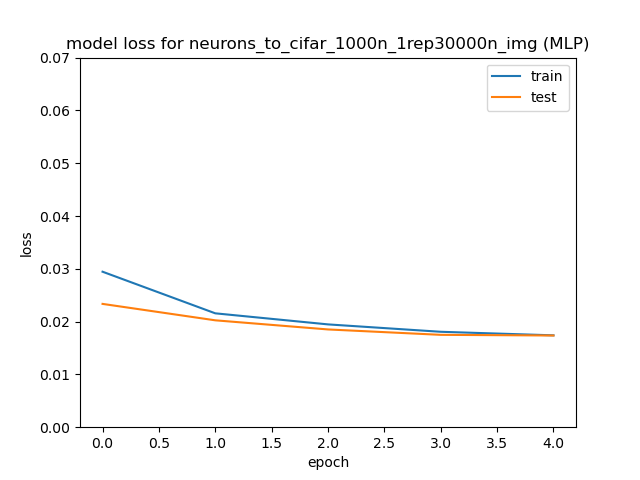 model loss for neurons_to_cifar_1000n_1rep30000n_img (MLP)
0.07
0.06
0.05
0.04
0.03
0.02
0.01
0.00
loss
train
test
0.0 0.5 1.0 1.5 2.0 2.5 3.0 3.5 4.0
epoch